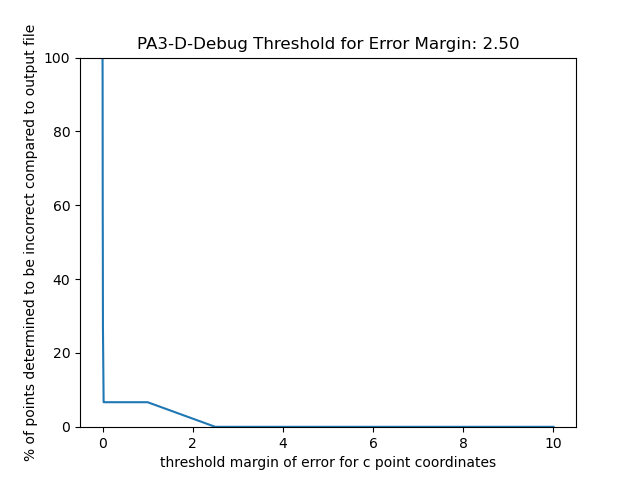 PA3-D-Debug Threshold for Error Margin: 2.50
% of points determined to be incorrect compared to output file
100
80
60
40
20
0
0 2 4 6 8 10
threshold margin of error for c point coordinates